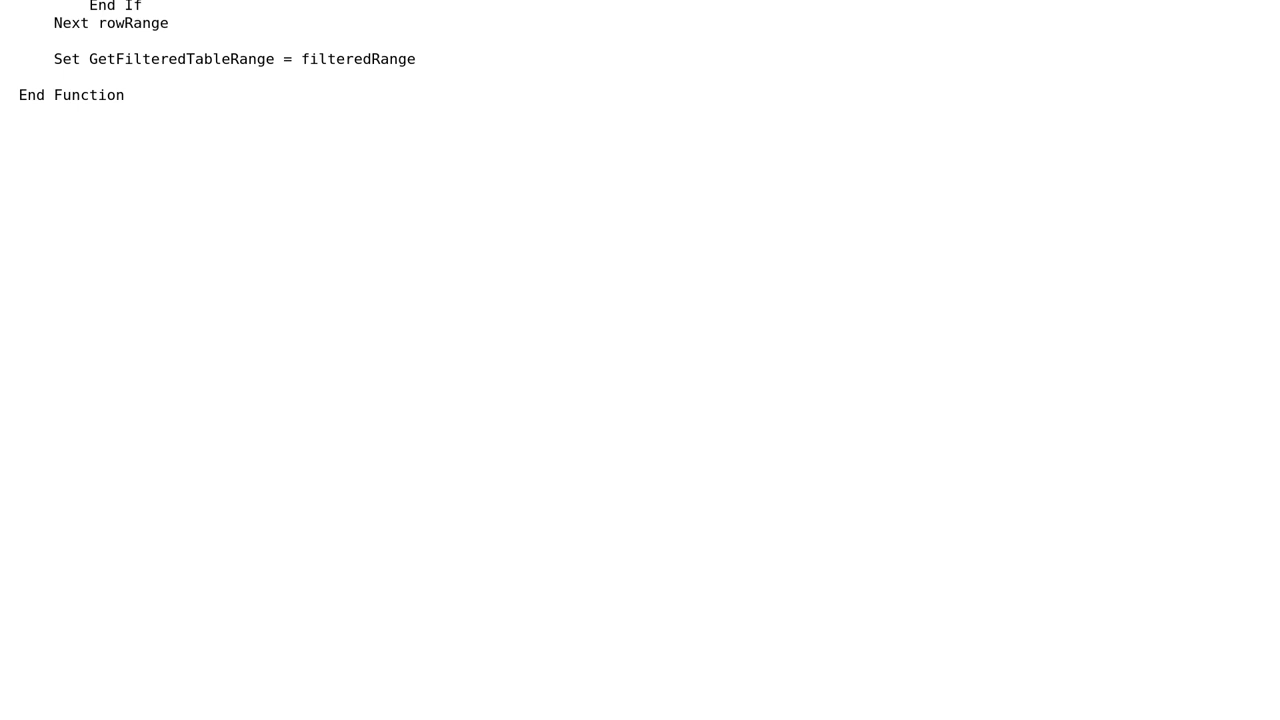 End If
    Next rowRange

    Set GetFilteredTableRange = filteredRange

End Function